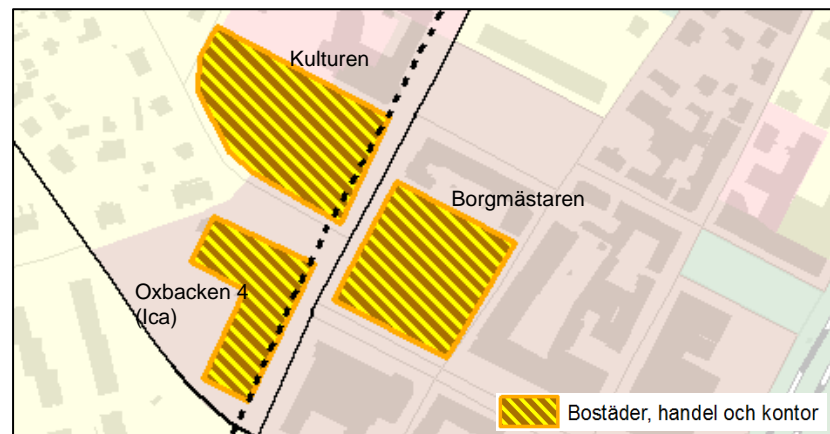 Kulturen
Borgmästaren
Oxbacken 4
(Ica)
Bostäder, handel och kontor